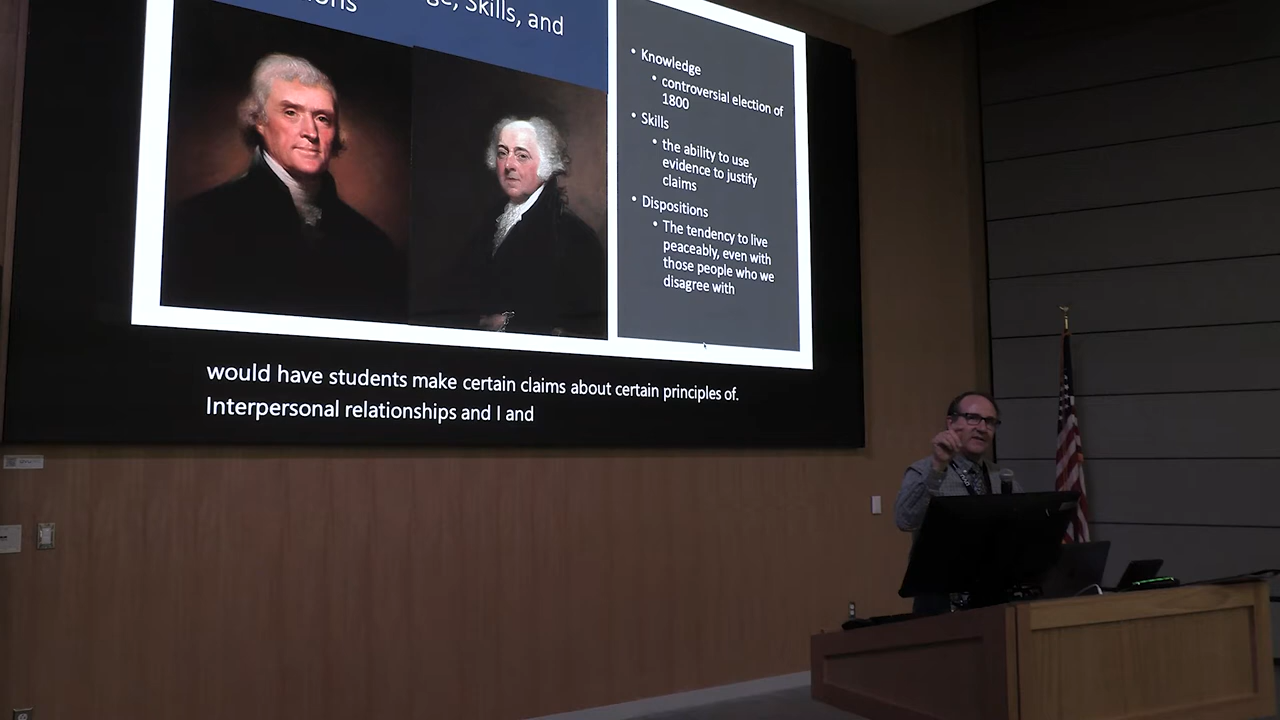 Skills, and
• Knowledge
• controversial election of
1800
• Skills
• the ability to use
evidence to justify
claims
• Dispositions
• The tendency to live
peaceably, even with
those people who we
disagree with
would have students make certain claims about certain principles of.
Interpersonal relationships and I and